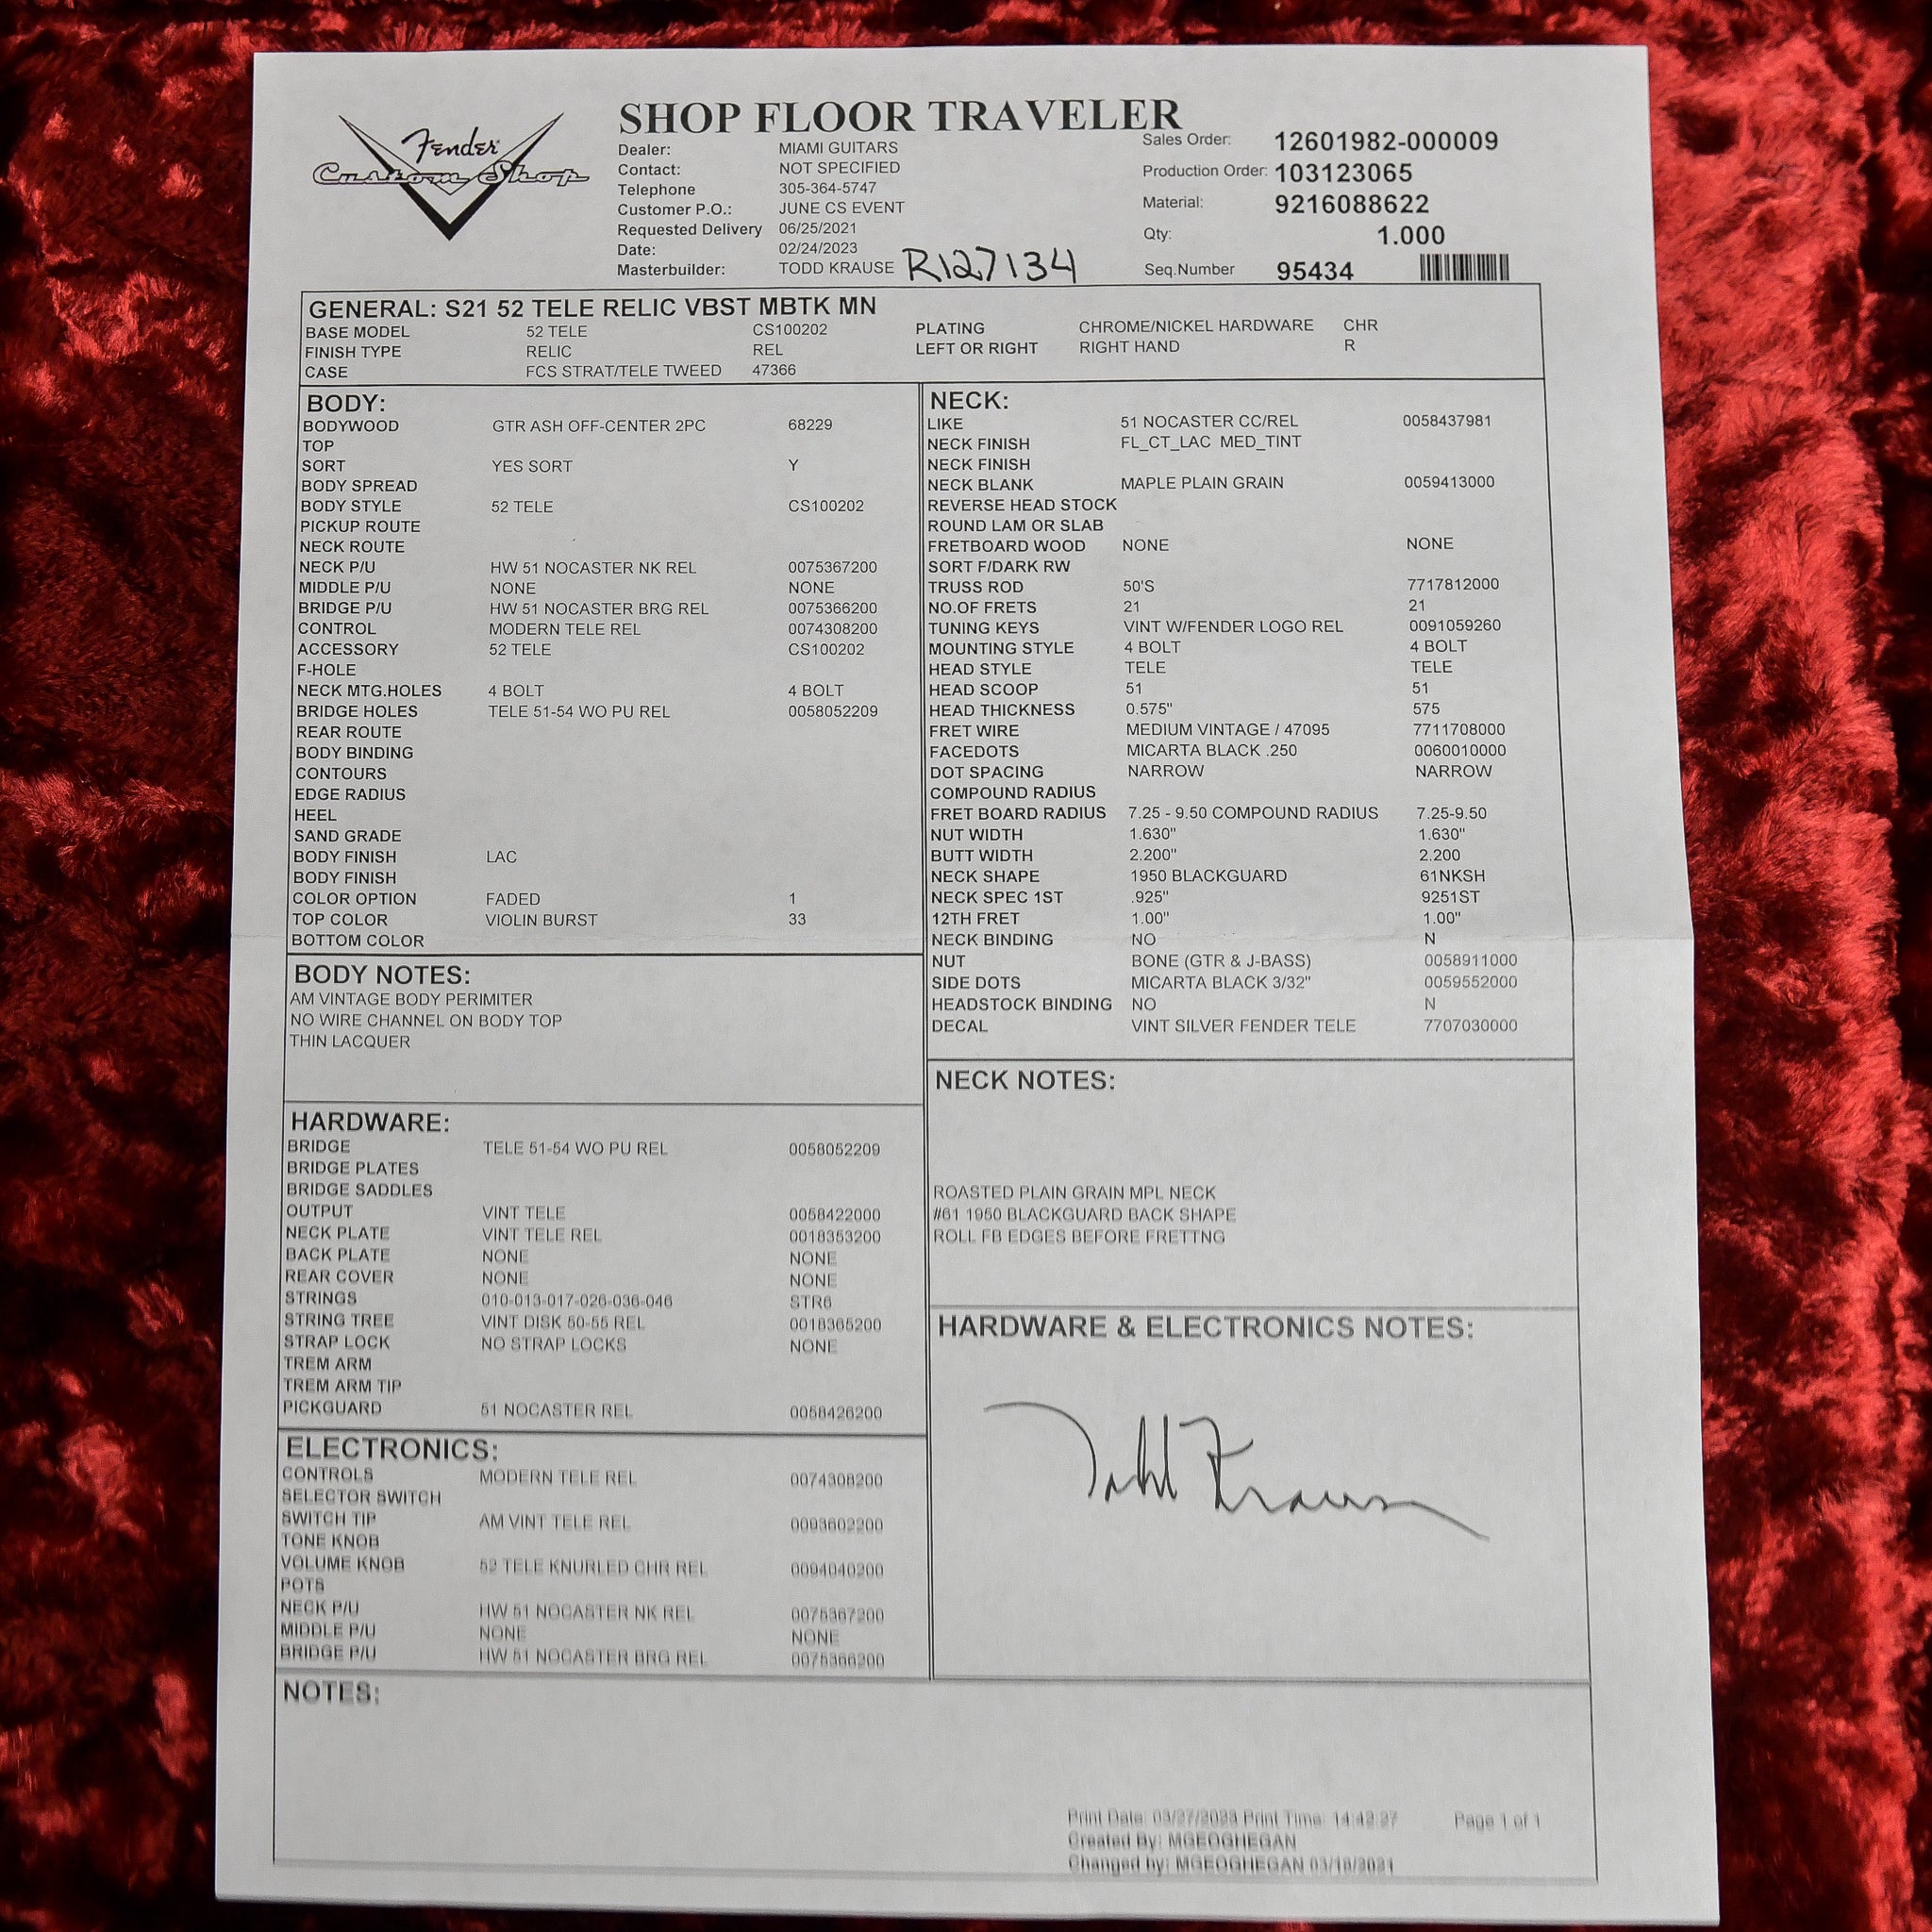 Fender
Custom Shop
SHOP FLOOR TRAVELER
Dealer: MIAMI GUITARS
Contact: NOT SPECIFIED
Telephone 305-364-5747
Customer P.O.: JUNE CS EVENT
Requested Delivery 06/25/2021
Date: 02/24/2023
Masterbuilder: TODD KRAUSE R127134
Sales Order: 12601982-000009
Production Order: 103123065
Material: 9216088622
Qty: 1.000
Seq.Number 95434
GENERAL: S21 52 TELE RELIC VBST MBTK MN
BASE MODEL 52 TELE CS100202 PLATING CHROME/NICKEL HARDWARE CHR
FINISH TYPE RELIC REL LEFT OR RIGHT RIGHT HAND R
CASE FCS STRAT/TELE TWEED 47366
BODY:
BODYWOOD GTR ASH OFF-CENTER 2PC 68229
TOP
SORT YES SORT Y
BODY SPREAD
BODY STYLE 52 TELE CS100202
PICKUP ROUTE
NECK ROUTE
NECK P/U HW 51 NOCASTER NK REL 0075367200
MIDDLE P/U NONE NONE
BRIDGE P/U HW 51 NOCASTER BRG REL 0075366200
CONTROL MODERN TELE REL 0074308200
ACCESSORY 52 TELE CS100202
F-HOLE
NECK MTG.HOLES 4 BOLT 4 BOLT
BRIDGE HOLES TELE 51-54 WO PU REL 0058052209
REAR ROUTE
BODY BINDING
CONTOURS
EDGE RADIUS
HEEL
SAND GRADE
BODY FINISH LAC
BODY FINISH
COLOR OPTION FADED 1
TOP COLOR VIOLIN BURST 33
BOTTOM COLOR
BODY NOTES:
AM VINTAGE BODY PERIMITER
NO WIRE CHANNEL ON BODY TOP
THIN LACQUER
HARDWARE:
BRIDGE TELE 51-54 WO PU REL 0058052209
BRIDGE PLATES
BRIDGE SADDLES
OUTPUT VINT TELE 0058422000
NECK PLATE VINT TELE REL 0018353200
BACK PLATE NONE NONE
REAR COVER NONE NONE
STRINGS 010-013-017-026-036-046 STR6
STRING TREE VINT DISK 50-55 REL 0018365200
STRAP LOCK NO STRAP LOCKS NONE
TREM ARM
TREM ARM TIP
PICKGUARD 51 NOCASTER REL 0058426200
ELECTRONICS:
CONTROLS MODERN TELE REL 0074308200
SELECTOR SWITCH
SWITCH TIP AM VINT TELE REL 0093602200
TONE KNOB
VOLUME KNOB 52 TELE KNURLED CHR REL 0094040200
POTS
NECK P/U HW 51 NOCASTER NK REL 0075367200
MIDDLE P/U NONE NONE
BRIDGE P/U HW 51 NOCASTER BRG REL 0075366200
NECK:
LIKE 51 NOCASTER CC/REL 0058437981
NECK FINISH FL_CT_LAC MED_TINT
NECK FINISH
NECK BLANK MAPLE PLAIN GRAIN 0059413000
REVERSE HEAD STOCK
ROUND LAM OR SLAB
FRETBOARD WOOD NONE NONE
SORT F/DARK RW
TRUSS ROD 50'S 7717812000
NO.OF FRETS 21 21
TUNING KEYS VINT W/FENDER LOGO REL 0091059260
MOUNTING STYLE 4 BOLT 4 BOLT
HEAD STYLE TELE TELE
HEAD SCOOP 51 51
HEAD THICKNESS 0.575" 575
FRET WIRE MEDIUM VINTAGE / 47095 7711708000
FACEDOTS MICARTA BLACK .250 0060010000
DOT SPACING NARROW NARROW
COMPOUND RADIUS
FRET BOARD RADIUS 7.25 - 9.50 COMPOUND RADIUS 7.25-9.50
NUT WIDTH 1.630" 1.630"
BUTT WIDTH 2.200" 2.200
NECK SHAPE 1950 BLACKGUARD 61NKSH
NECK SPEC 1ST .925" 9251ST
12TH FRET 1.00" 1.00"
NECK BINDING NO N
NUT BONE (GTR & J-BASS) 0058911000
SIDE DOTS MICARTA BLACK 3/32" 0059552000
HEADSTOCK BINDING NO N
DECAL VINT SILVER FENDER TELE 7707030000
NECK NOTES:
ROASTED PLAIN GRAIN MPL NECK
#61 1950 BLACKGUARD BACK SHAPE
ROLL FB EDGES BEFORE FRETTNG
HARDWARE & ELECTRONICS NOTES:
Todd Krause
NOTES:
Print Date: 03/27/2023 Print Time: 14:42:27 Page 1 of 1
Created By: MGEOGHEGAN
Changed by: MGEOGHEGAN 03/18/2021